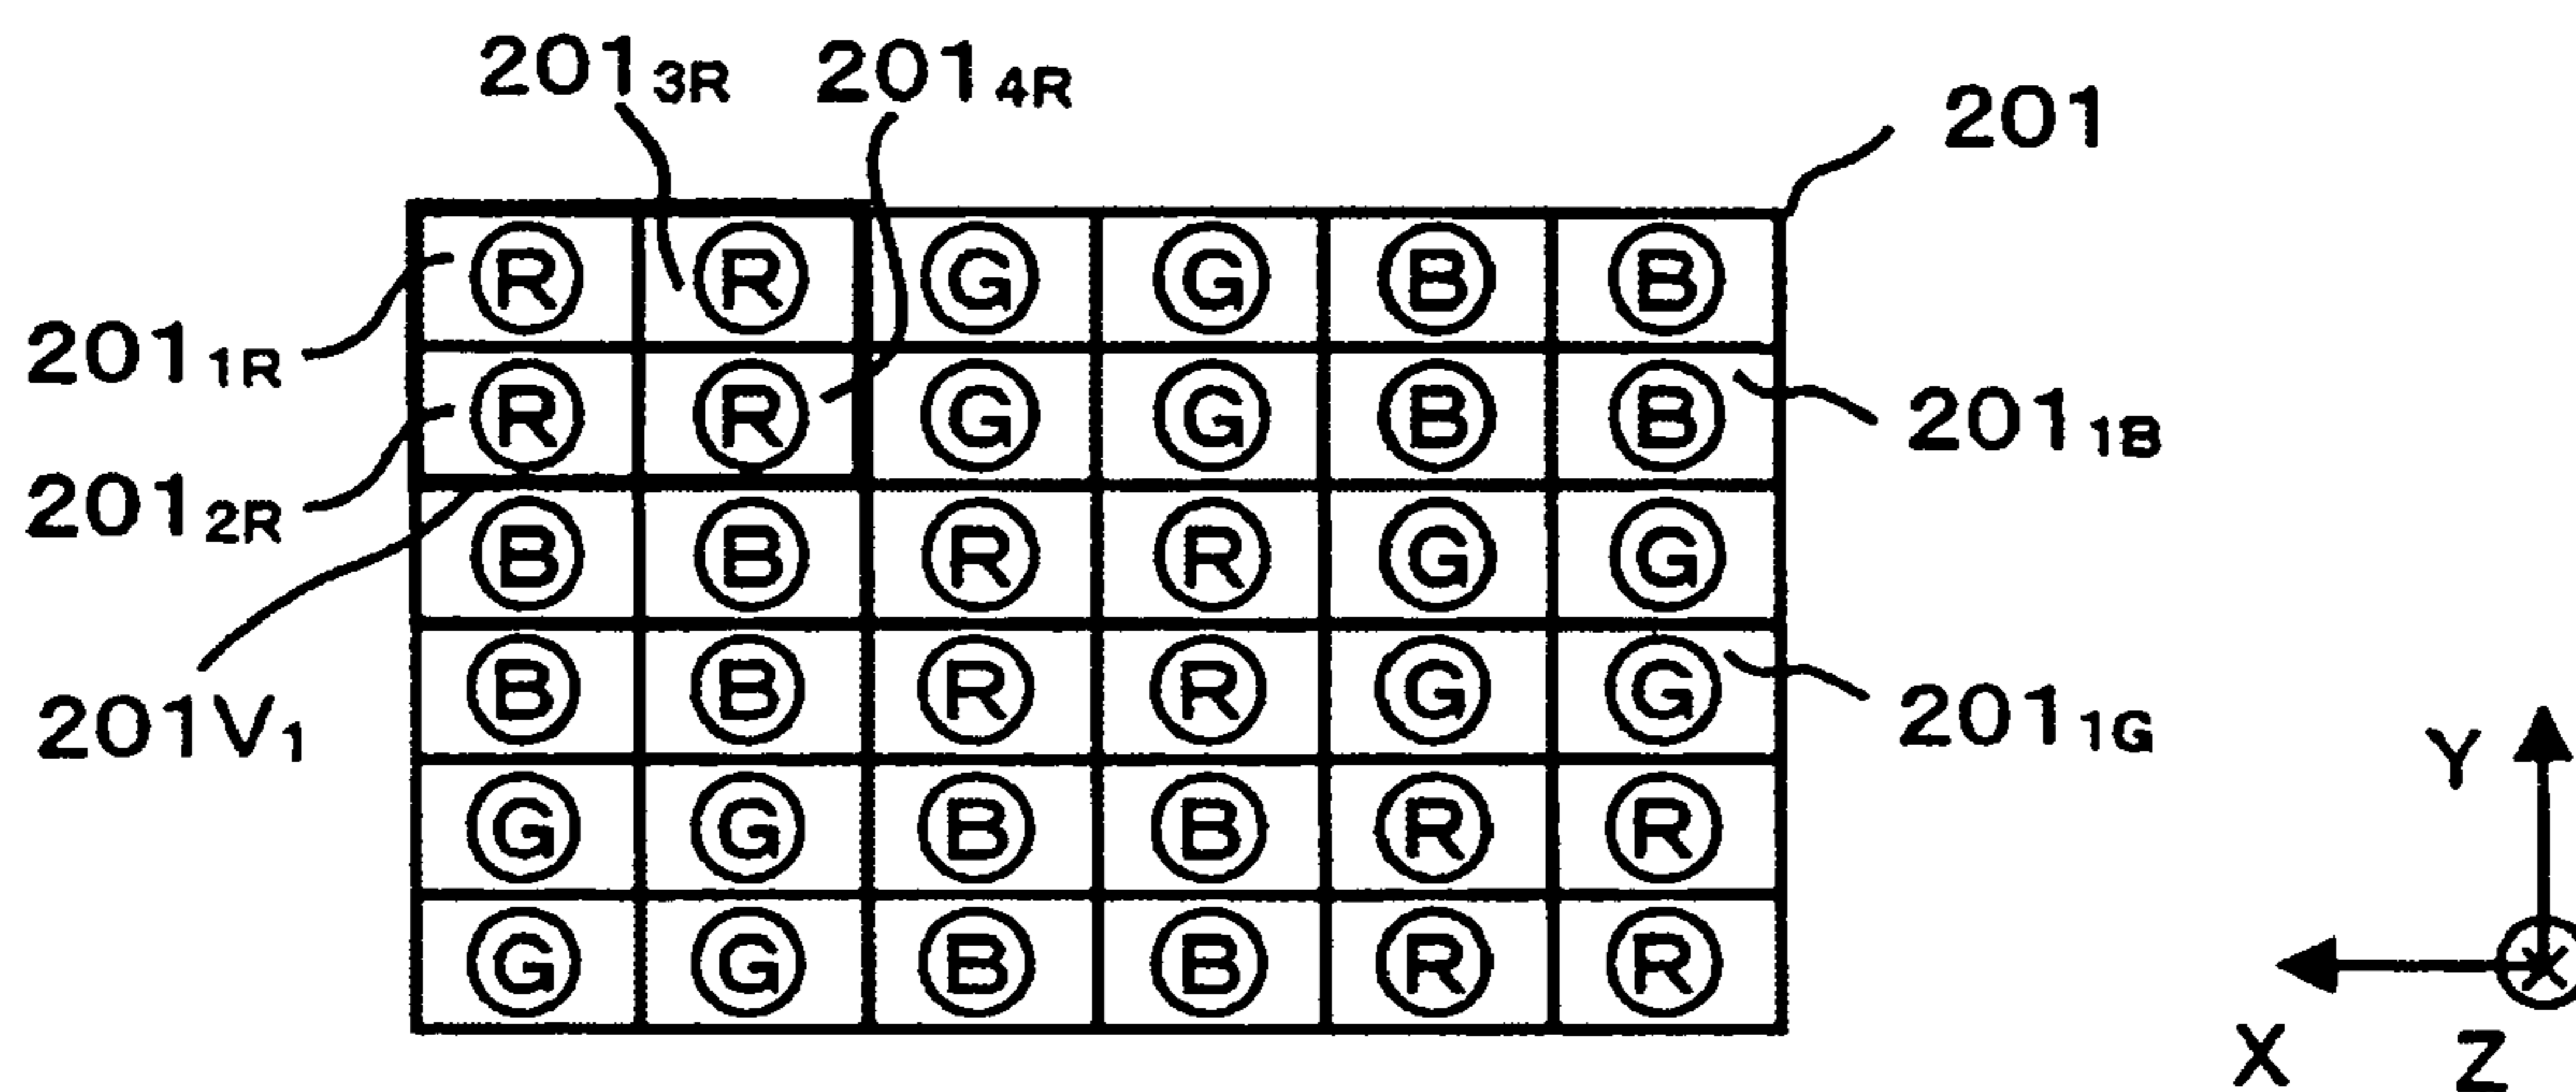 201₃R 201₄R 201
R R G G B B
201₁R
R R G G B B
201₁B
201₂R
B B R R G G
B B R R G G
201V₁ 201₁G
G G B B R R
G G B B R R
Y
X Z